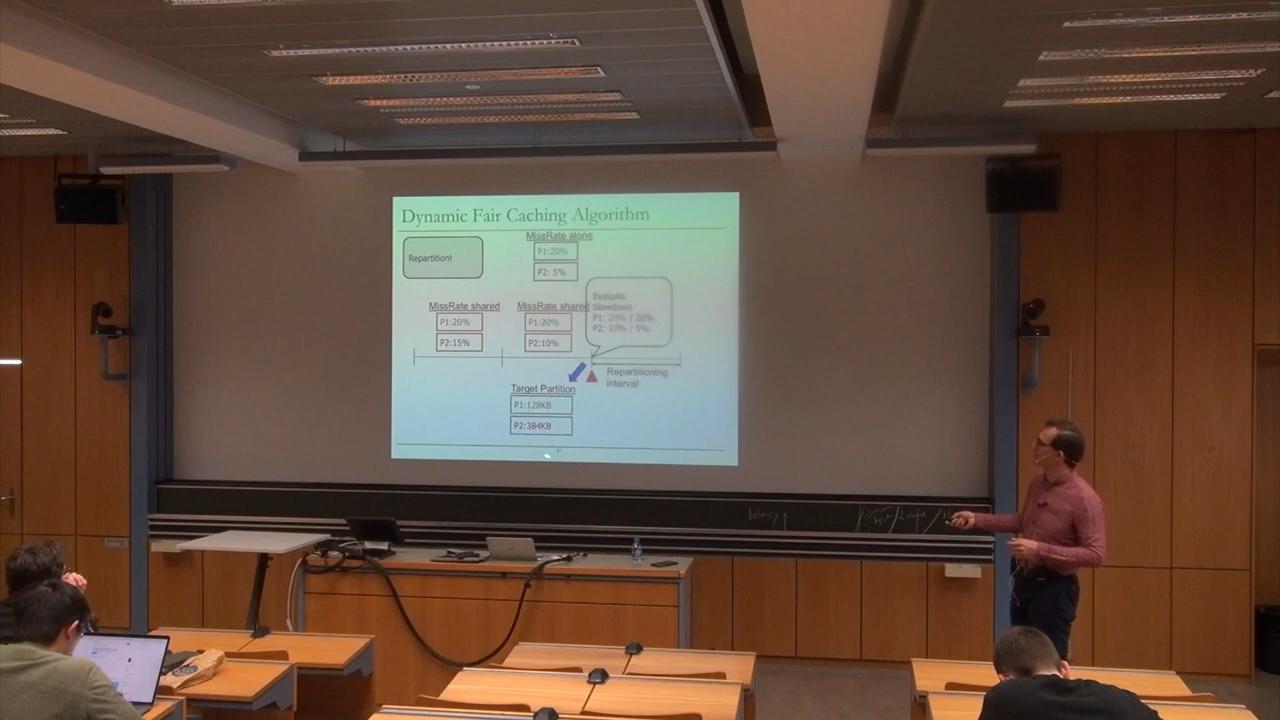 Dynamic Fair Caching Algorithm
Repartition!
MissRate alone
P1:20%
P2: 5%
MissRate shared
P1:20%
P2:15%
MissRate shared
P1:20%
P2:10%
Evaluate
Slowdown
P1: 20% / 20%
P2: 10% / 5%
Repartitioning
interval
Target Partition
P1:128KB
P2:384KB
latency